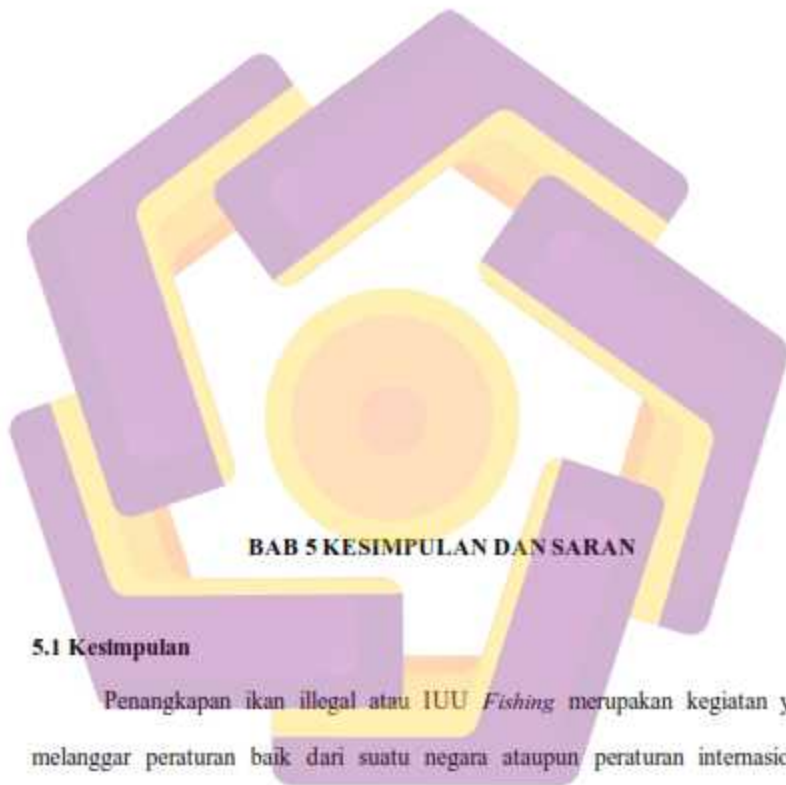 BAB 5 KESIMPULAN DAN SARAN
5.1 Kesimpulan
Penangkapan ikan illegal atau IUU Fishing merupakan kegiatan y
melanggar peraturan baik dari suatu negara ataupun peraturan internasio